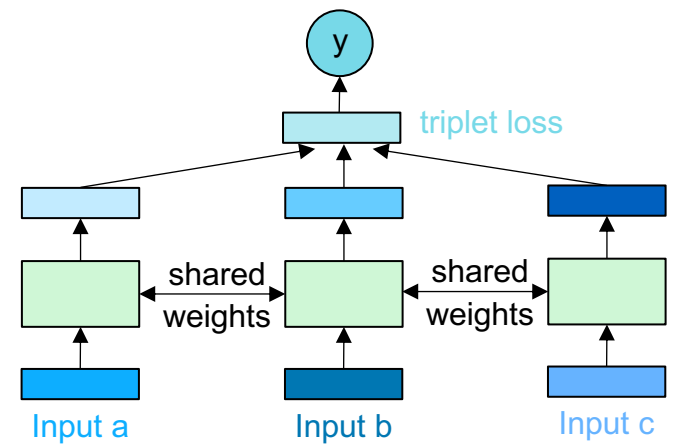 y
triplet loss
shared
weights
shared
weights
Input a
Input b
Input c